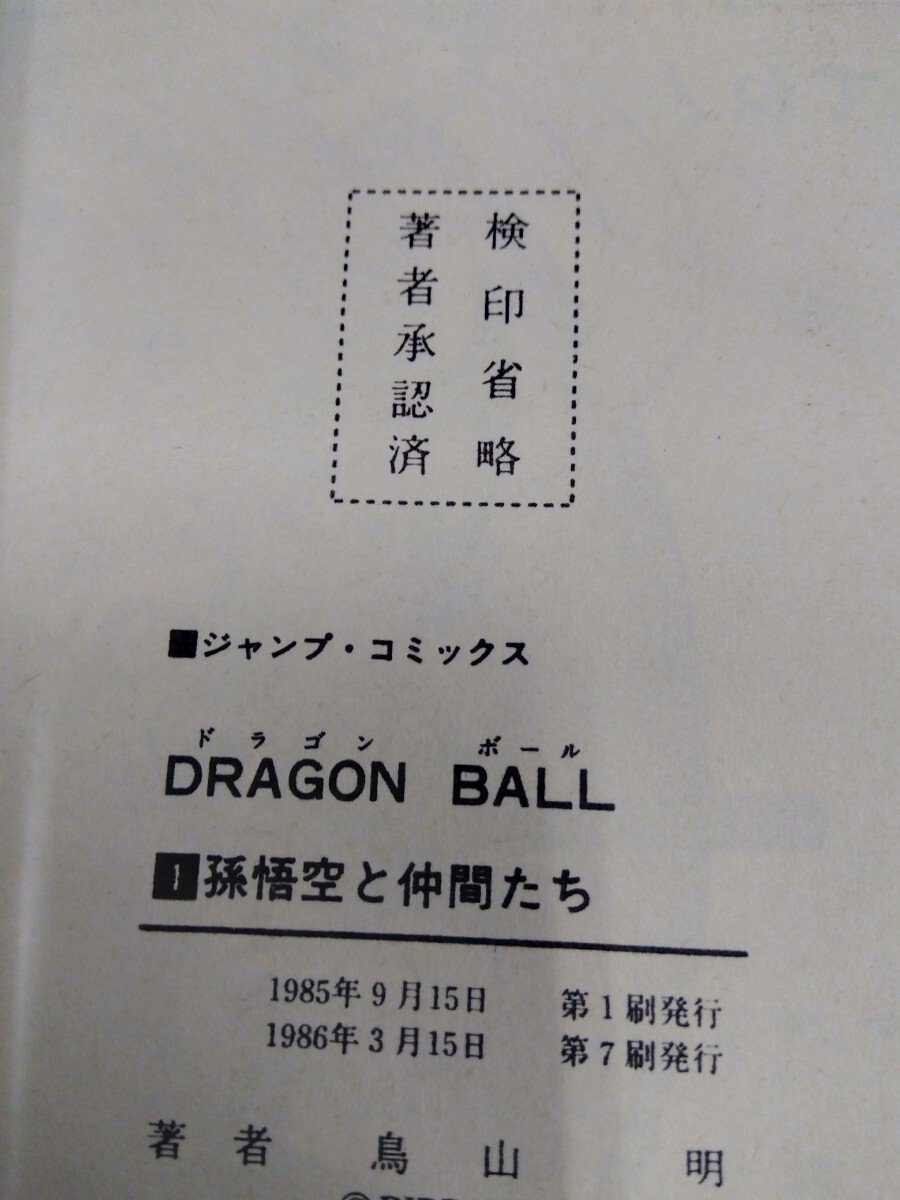 検印省略
著者承認済
■ジャンプ・コミックス
ドラゴン ボール
DRAGON BALL
1 孫悟空と仲間たち
1985年9月15日 第1刷発行
1986年3月15日 第7刷発行
著者 鳥山 明